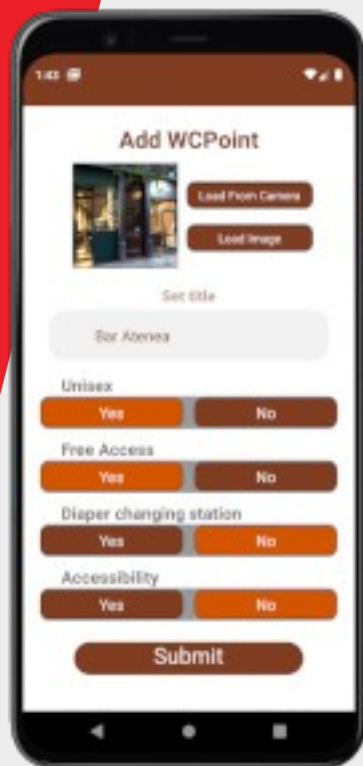 1:43
Add WCPoint
Load From Camera
Load Image
Set title
Bar Atenea
Unisex
Yes No
Free Access
Yes No
Diaper changing station
Yes No
Accessibility
Yes No
Submit